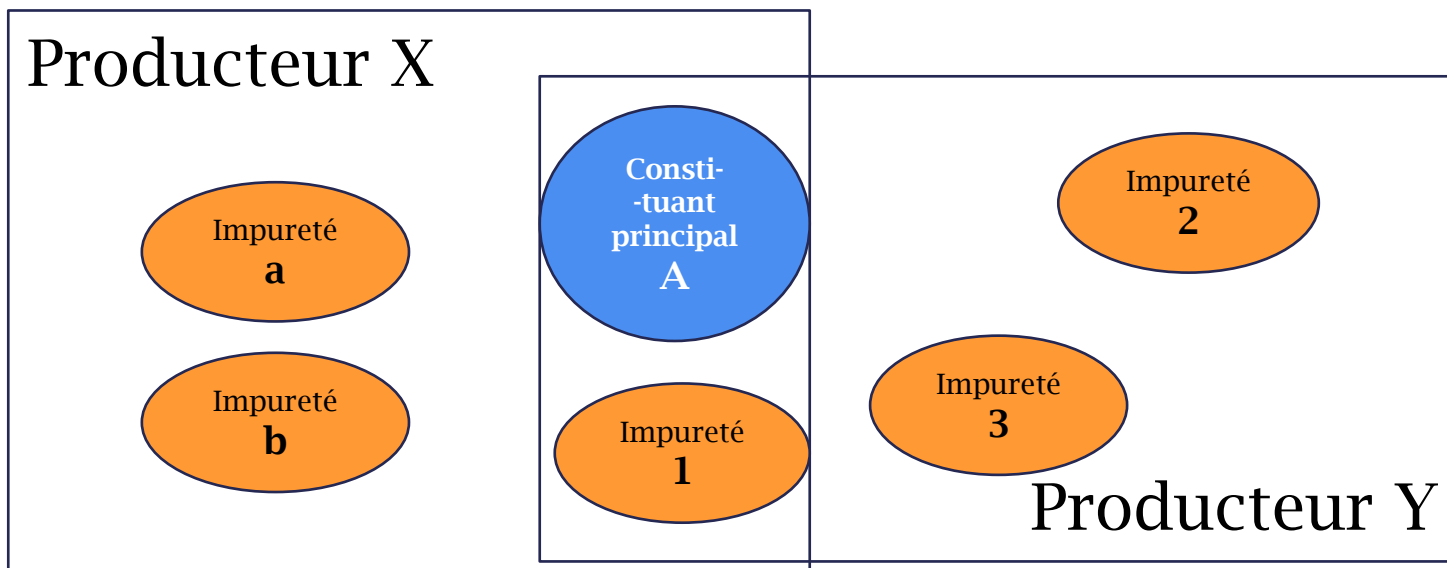 Producteur X
Impureté
a
Impureté
b
Consti-
-tuant
principal
A
Impureté
1
Impureté
2
Impureté
3
Producteur Y